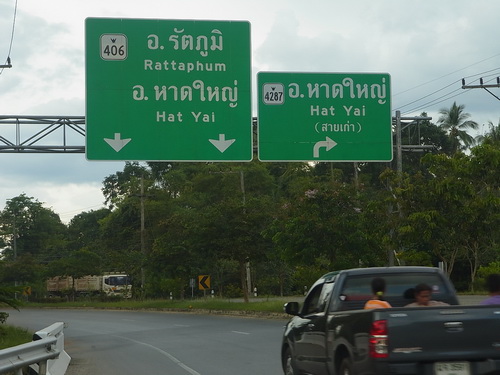 406
อ. รัตภูมิ
Rattaphum
อ. หาดใหญ่
Hat Yai
4287
อ. หาดใหญ่
Hat Yai
(สายเก่า)